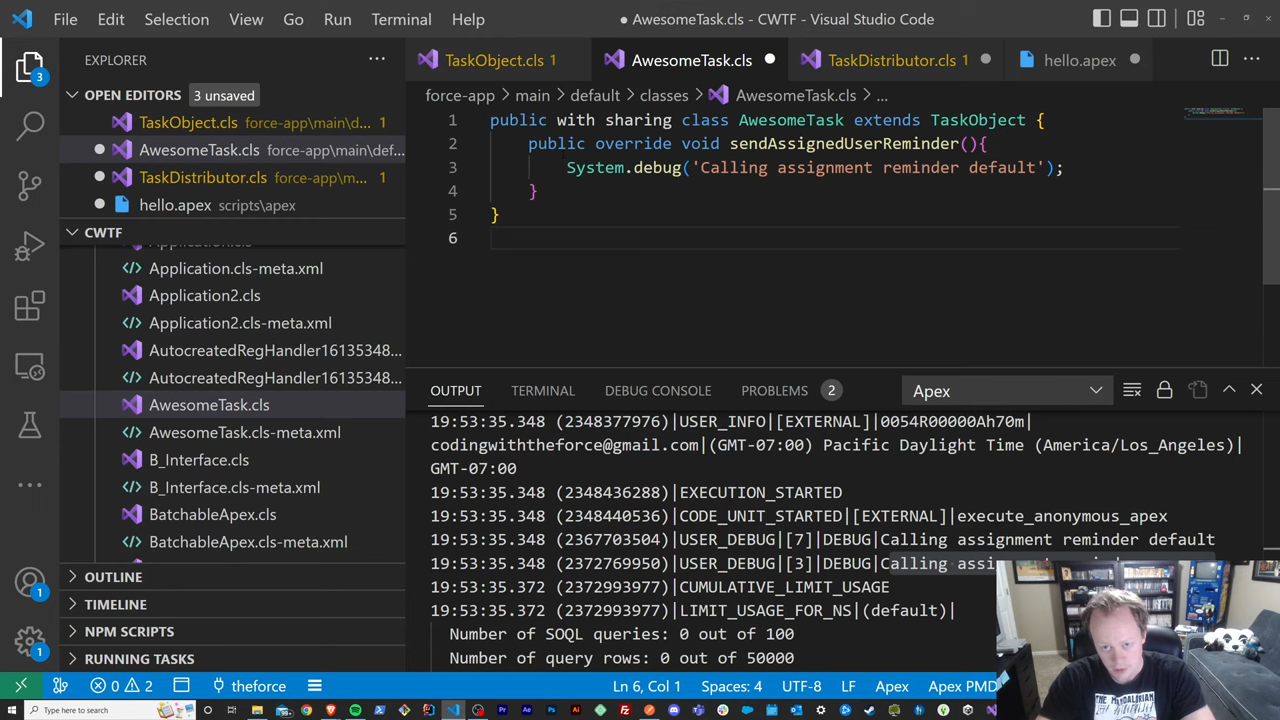 File Edit Selection View Go Run Terminal Help
● AwesomeTask.cls - CWTF - Visual Studio Code
EXPLORER
TaskObject.cls 1
AwesomeTask.cls
TaskDistributor.cls 1
hello.apex
OPEN EDITORS 3 unsaved
TaskObject.cls force-app\main\d... 1
AwesomeTask.cls force-app\main\def...
TaskDistributor.cls force-app\m... 1
hello.apex scripts\apex
CWTF
Application.cls
Application.cls-meta.xml
Application2.cls
Application2.cls-meta.xml
AutocreatedRegHandler16135348...
AutocreatedRegHandler16135348...
AwesomeTask.cls
AwesomeTask.cls-meta.xml
B_Interface.cls
B_Interface.cls-meta.xml
BatchableApex.cls
BatchableApex.cls-meta.xml
OUTLINE
TIMELINE
NPM SCRIPTS
RUNNING TASKS
3
1
1
force-app > main > default > classes > AwesomeTask.cls > ...
1 public with sharing class AwesomeTask extends TaskObject {
2 public override void sendAssignedUserReminder(){
3 System.debug('Calling assignment reminder default');
4 }
5 }
6
OUTPUT TERMINAL DEBUG CONSOLE PROBLEMS 2 Apex
19:53:35.348 (2348377976)|USER_INFO|[EXTERNAL]|0054R00000Ah70m|
codingwiththeforce@gmail.com|(GMT-07:00) Pacific Daylight Time (America/Los_Angeles)|
GMT-07:00
19:53:35.348 (2348436288)|EXECUTION_STARTED
19:53:35.348 (2348440536)|CODE_UNIT_STARTED|[EXTERNAL]|execute_anonymous_apex
19:53:35.348 (2367703504)|USER_DEBUG|[7]|DEBUG|Calling assignment reminder default
19:53:35.348 (2372769950)|USER_DEBUG|[3]|DEBUG|Calling
19:53:35.372 (2372993977)|CUMULATIVE_LIMIT_USAGE
19:53:35.372 (2372993977)|LIMIT_USAGE_FOR_NS|(default)|
Number of SOQL queries: 0 out of 100
Number of query rows: 0 out of 50000
0 2 theforce Ln 6, Col 1 Spaces: 4 UTF-8 LF Apex Apex PMD
Type here to search
THE MANDALORIAN